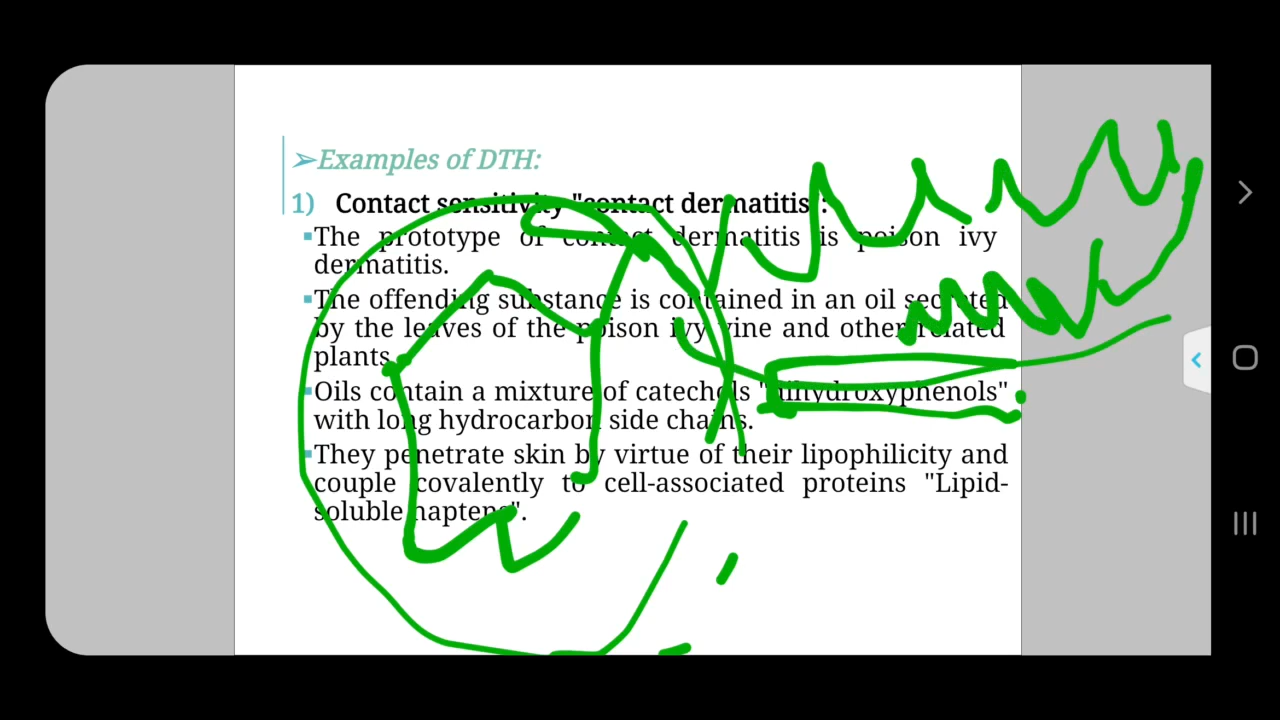 ➢Examples of DTH:
1) Contact sensitivity "contact dermatitis":
▪The prototype of contact dermatitis is poison ivy
dermatitis.
▪The offending substance is contained in an oil secreted
by the leaves of the poison ivy vine and other related
plants.
▪Oils contain a mixture of catechols "dihydroxyphenols"
with long hydrocarbon side chains.
▪They penetrate skin by virtue of their lipophilicity and
couple covalently to cell-associated proteins "Lipid-
soluble haptens".